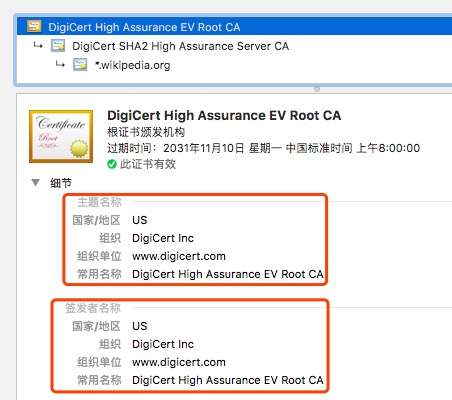 DigiCert High Assurance EV Root CA
DigiCert SHA2 High Assurance Server CA
*.wikipedia.org
Certificate
Root
DigiCert High Assurance EV Root CA
根证书颁发机构
过期时间：2031年11月10日 星期一 中国标准时间 上午8:00:00
此证书有效
细节
主题名称
国家/地区 US
组织 DigiCert Inc
组织单位 www.digicert.com
常用名称 DigiCert High Assurance EV Root CA
签发者名称
国家/地区 US
组织 DigiCert Inc
组织单位 www.digicert.com
常用名称 DigiCert High Assurance EV Root CA